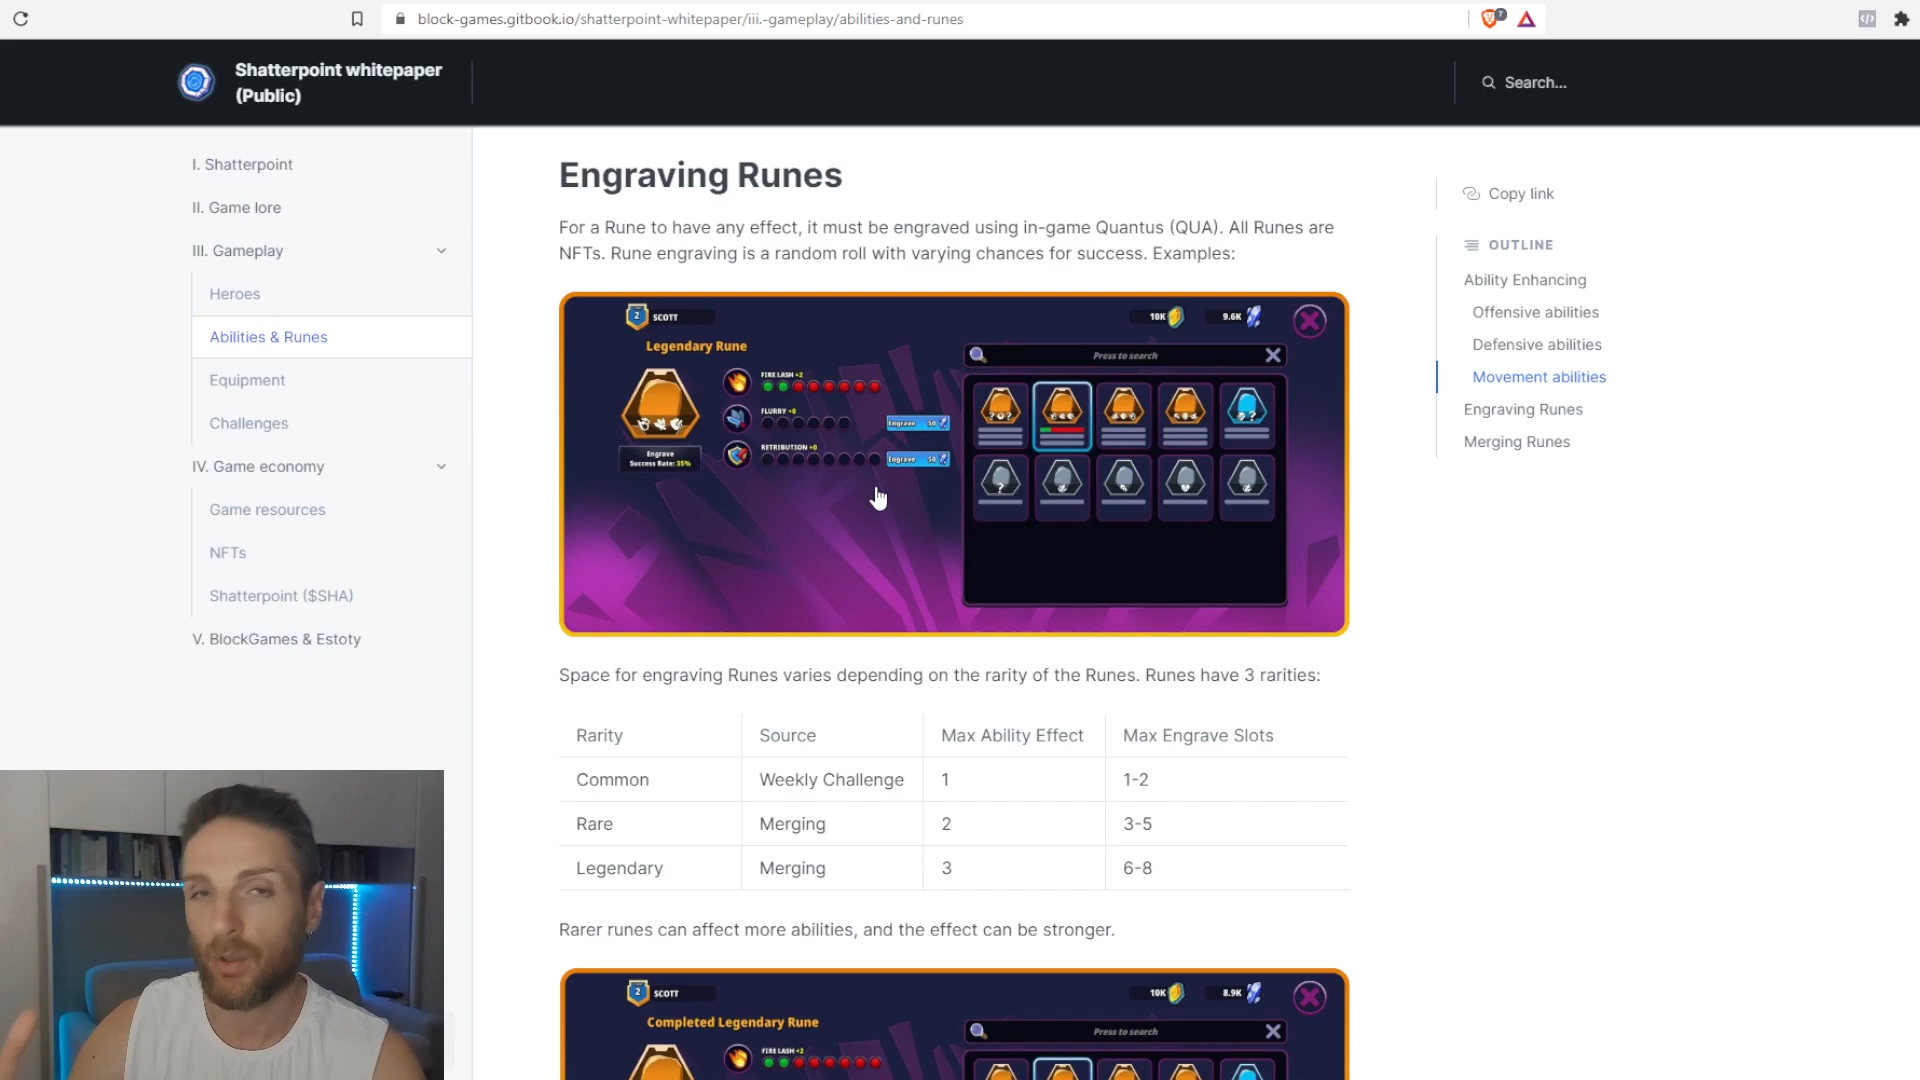 block-games.gitbook.io/shatterpoint-whitepaper/iii.-gameplay/abilities-and-runes
7
Shatterpoint whitepaper
(Public)
Search...
I. Shatterpoint
II. Game lore
III. Gameplay
Heroes
Abilities & Runes
Equipment
Challenges
IV. Game economy
Game resources
NFTs
Shatterpoint ($SHA)
V. BlockGames & Estoty
Engraving Runes
For a Rune to have any effect, it must be engraved using in-game Quantus (QUA). All Runes are
NFTs. Rune engraving is a random roll with varying chances for success. Examples:
2 SCOTT
10K 9.6K
Legendary Rune
Press to search
FIRE LASH +2
FLURRY +0
Engrave 50
RETRIBUTION +0
Engrave 50
Engrave
Success Rate: 35%
Space for engraving Runes varies depending on the rarity of the Runes. Runes have 3 rarities:
Rarity Source Max Ability Effect Max Engrave Slots
Common Weekly Challenge 1 1-2
Rare Merging 2 3-5
Legendary Merging 3 6-8
Rarer runes can affect more abilities, and the effect can be stronger.
2 SCOTT
10K 8.9K
Completed Legendary Rune
Press to search
FIRE LASH +2
Copy link
OUTLINE
Ability Enhancing
Offensive abilities
Defensive abilities
Movement abilities
Engraving Runes
Merging Runes